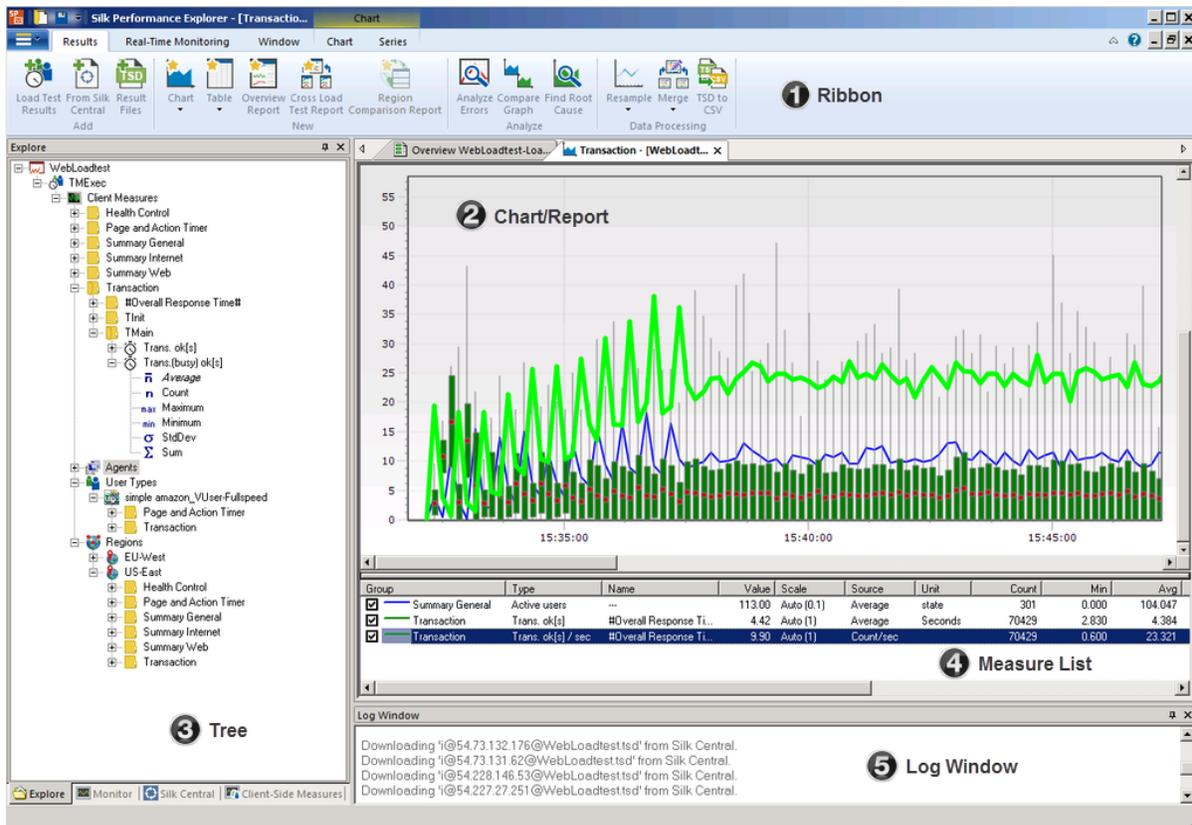 Silk Performance Explorer - [Transactio...
Chart
Results Real-Time Monitoring Window Chart Series
Load Test Results
From Silk Central
Result Files
Chart
Table
Overview Report
Cross Load Test Report
Region Comparison Report
Analyze Errors
Compare Graph
Find Root Cause
Resample
Merge
TSD to CSV
Add
New
Analyze
Data Processing
1 Ribbon
Explore
WebLoadtest
TMExec
Client Measures
Health Control
Page and Action Timer
Summary General
Summary Internet
Summary Web
Transaction
#Overall Response Time#
TInit
TMain
Trans. ok[s]
Trans.(busy) ok[s]
n Average
n Count
max Maximum
min Minimum
σ StdDev
Σ Sum
Agents
User Types
simple amazon_VUser-Fullspeed
Page and Action Timer
Transaction
Regions
EU-West
US-East
Health Control
Page and Action Timer
Summary General
Summary Internet
Summary Web
Transaction
3 Tree
Explore Monitor Silk Central Client-Side Measures
Overview WebLoadtest-Loa...
Transaction - [WebLoadt...
2 Chart/Report
55
50
45
40
35
30
25
20
15
10
5
0
15:35:00 15:40:00 15:45:00
Group Type Name Value Scale Source Unit Count Min Avg
Summary General Active users --- 113.00 Auto (0.1) Average state 301 0.000 104.047
Transaction Trans. ok[s] #Overall Response Ti... 4.42 Auto (1) Average Seconds 70429 2.830 4.384
Transaction Trans. ok[s] / sec #Overall Response Ti... 9.90 Auto (1) Count/sec 70429 0.600 23.321
4 Measure List
Log Window
Downloading 'i@54.73.132.176@WebLoadtest.tsd' from Silk Central.
Downloading 'i@54.73.131.62@WebLoadtest.tsd' from Silk Central.
Downloading 'i@54.228.146.53@WebLoadtest.tsd' from Silk Central.
Downloading 'i@54.227.27.251@WebLoadtest.tsd' from Silk Central.
5 Log Window